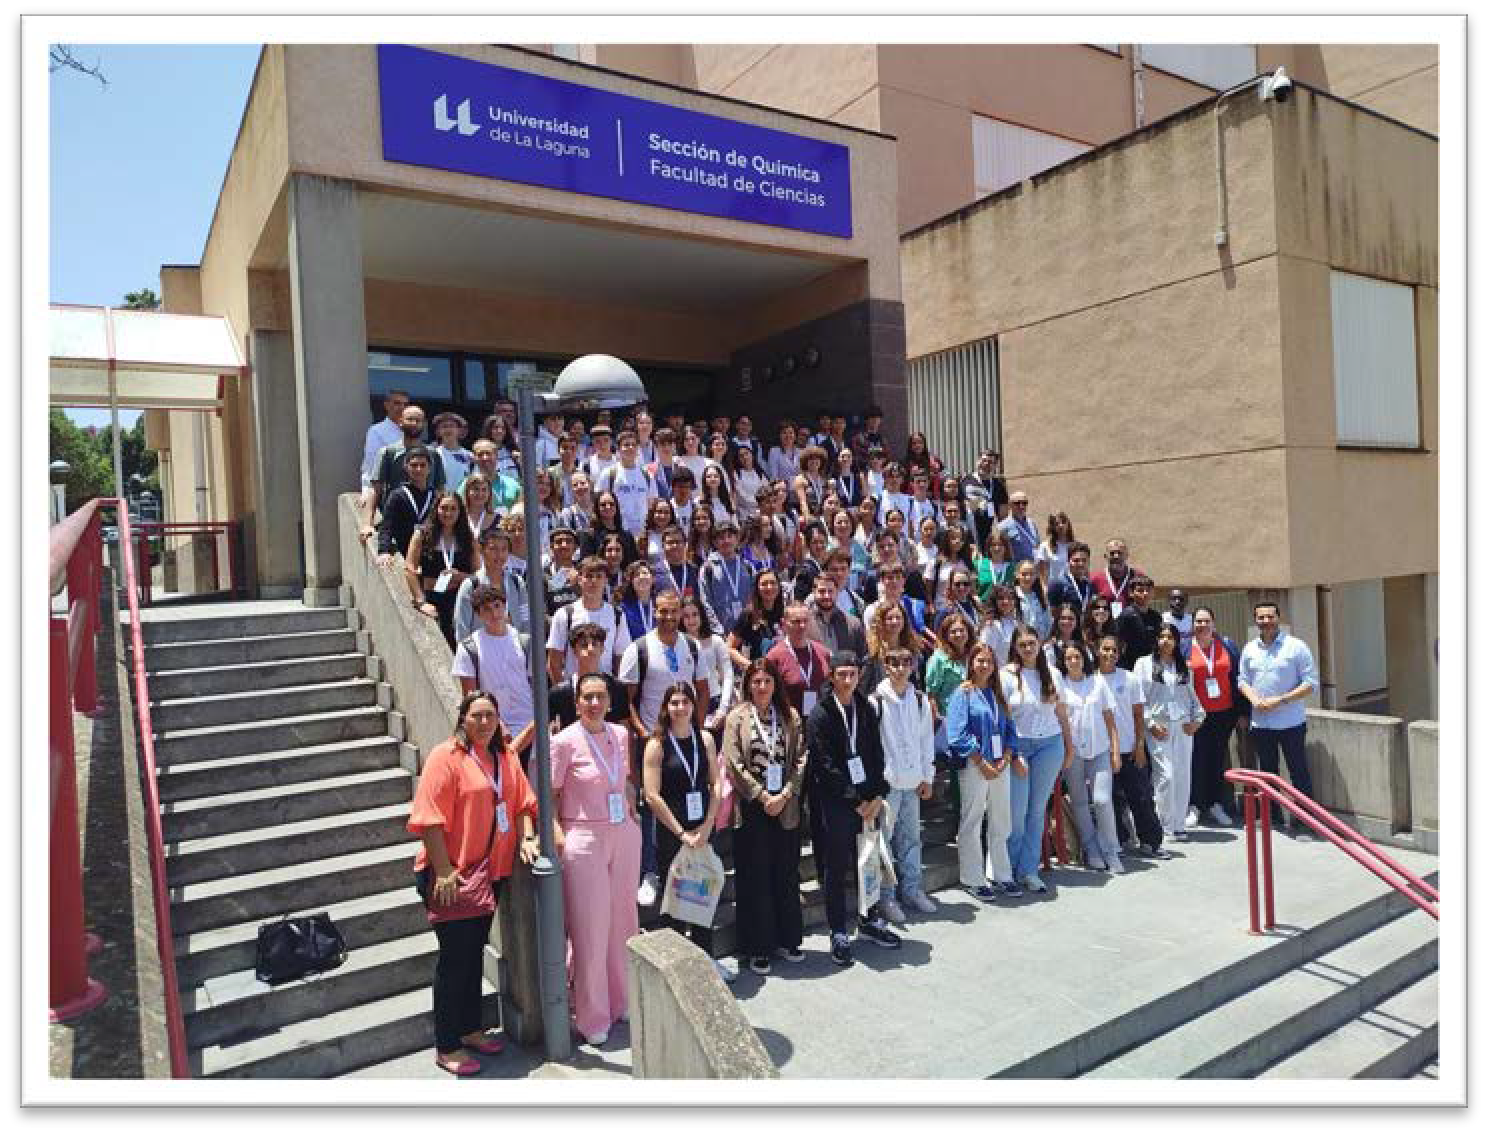 Universidad
de La Laguna
Sección de Química
Facultad de Ciencias